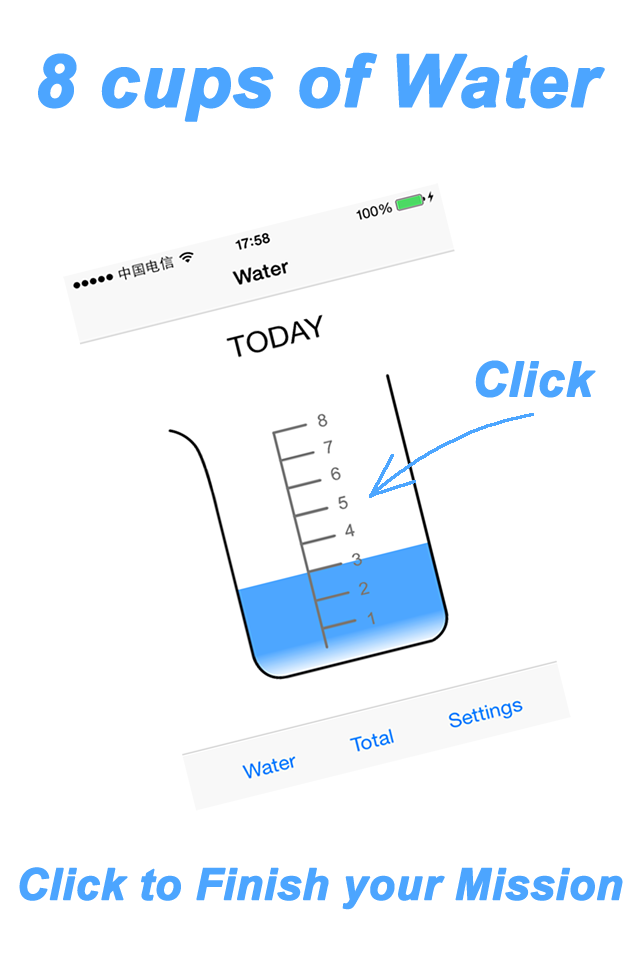 8 cups of Water
中国电信 17:58 100%
Water
TODAY
Click
8
7
6
5
4
3
2
1
Water Total Settings
Click to Finish your Mission